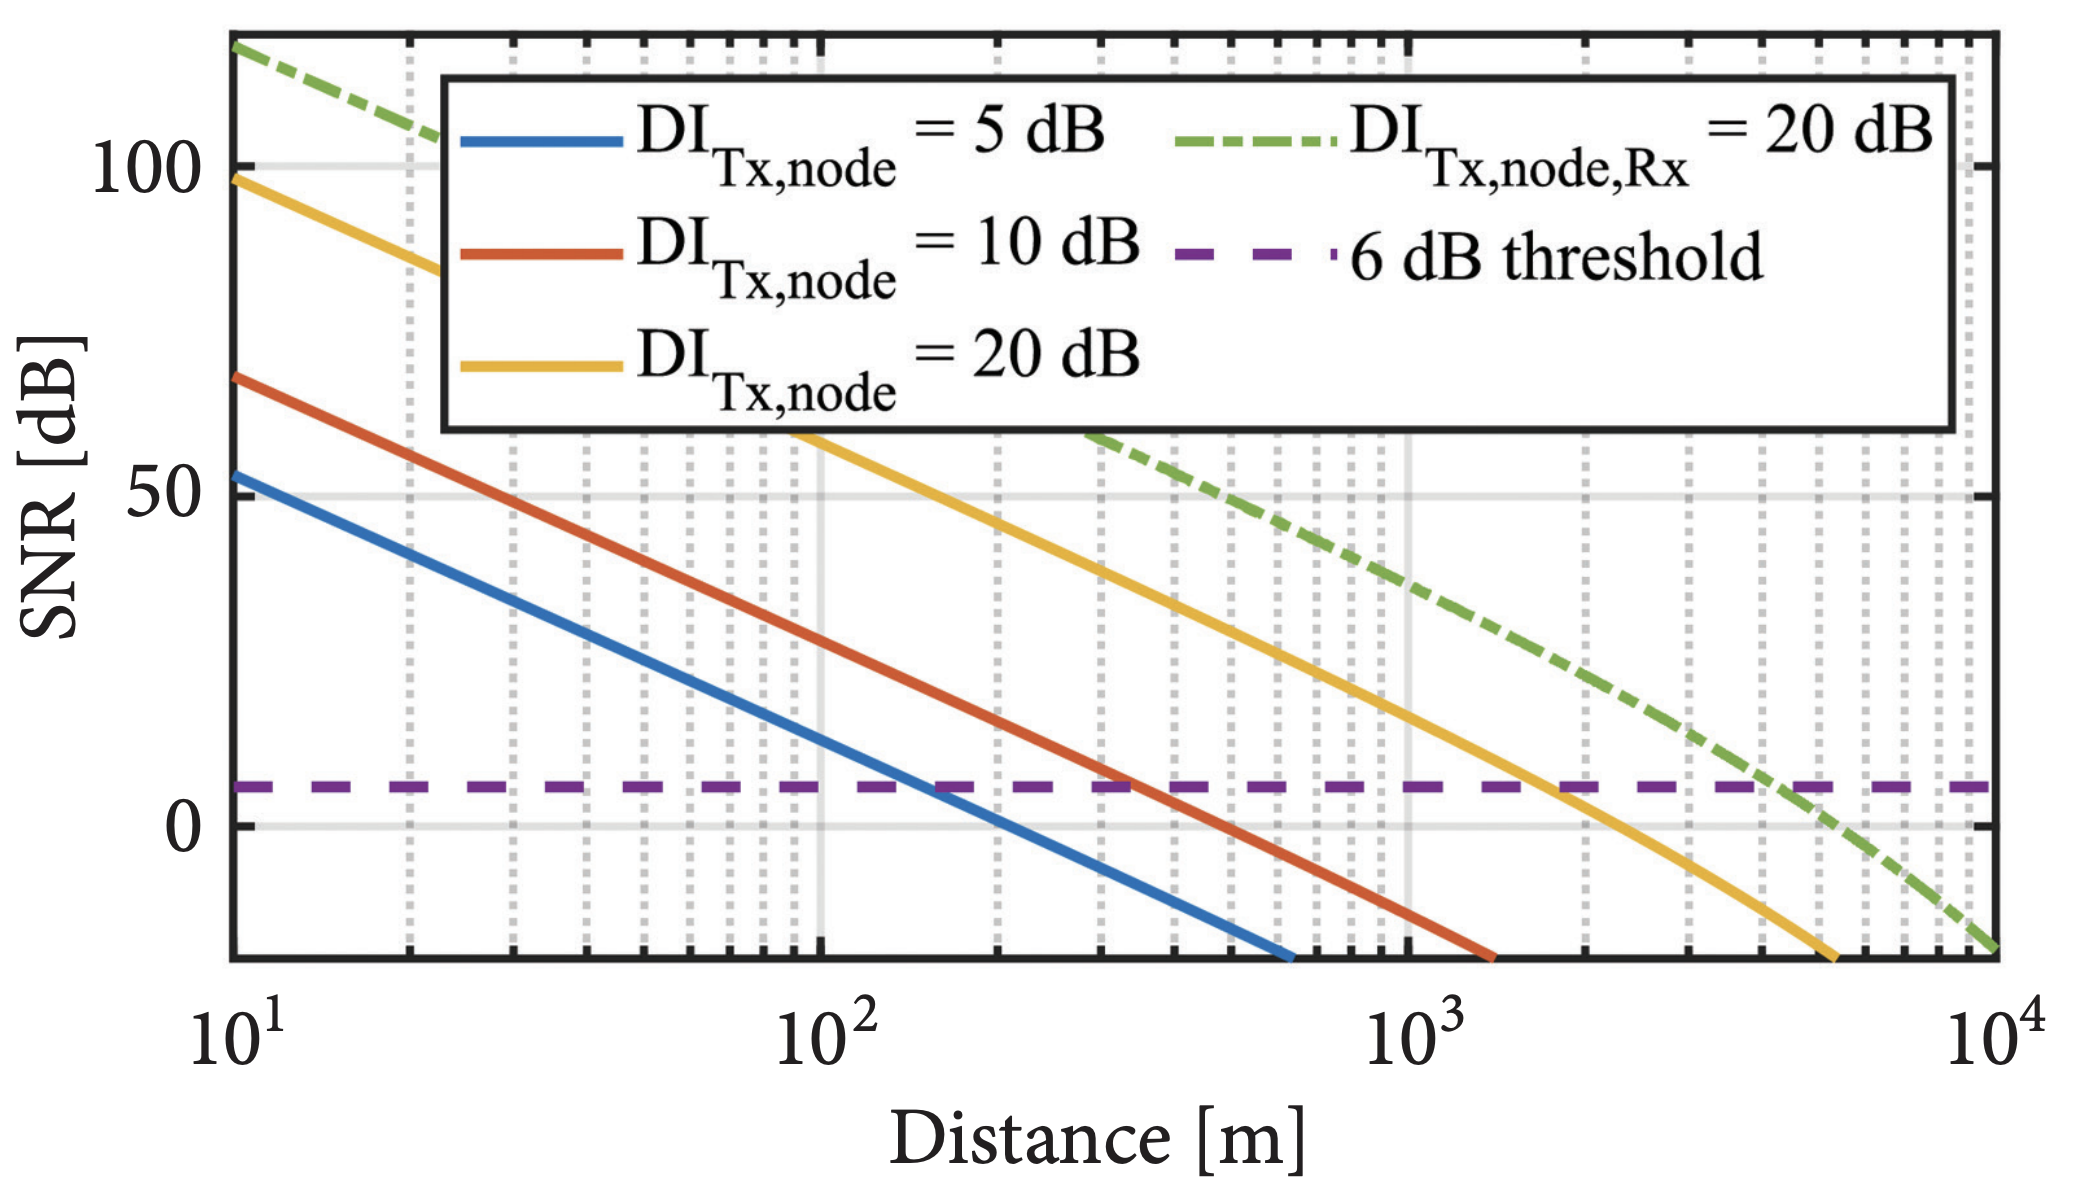 DI_Tx,node = 5 dB
DI_Tx,node = 10 dB
DI_Tx,node = 20 dB
DI_Tx,node,Rx = 20 dB
6 dB threshold
SNR [dB]
100
50
0
10^1 10^2 10^3 10^4
Distance [m]